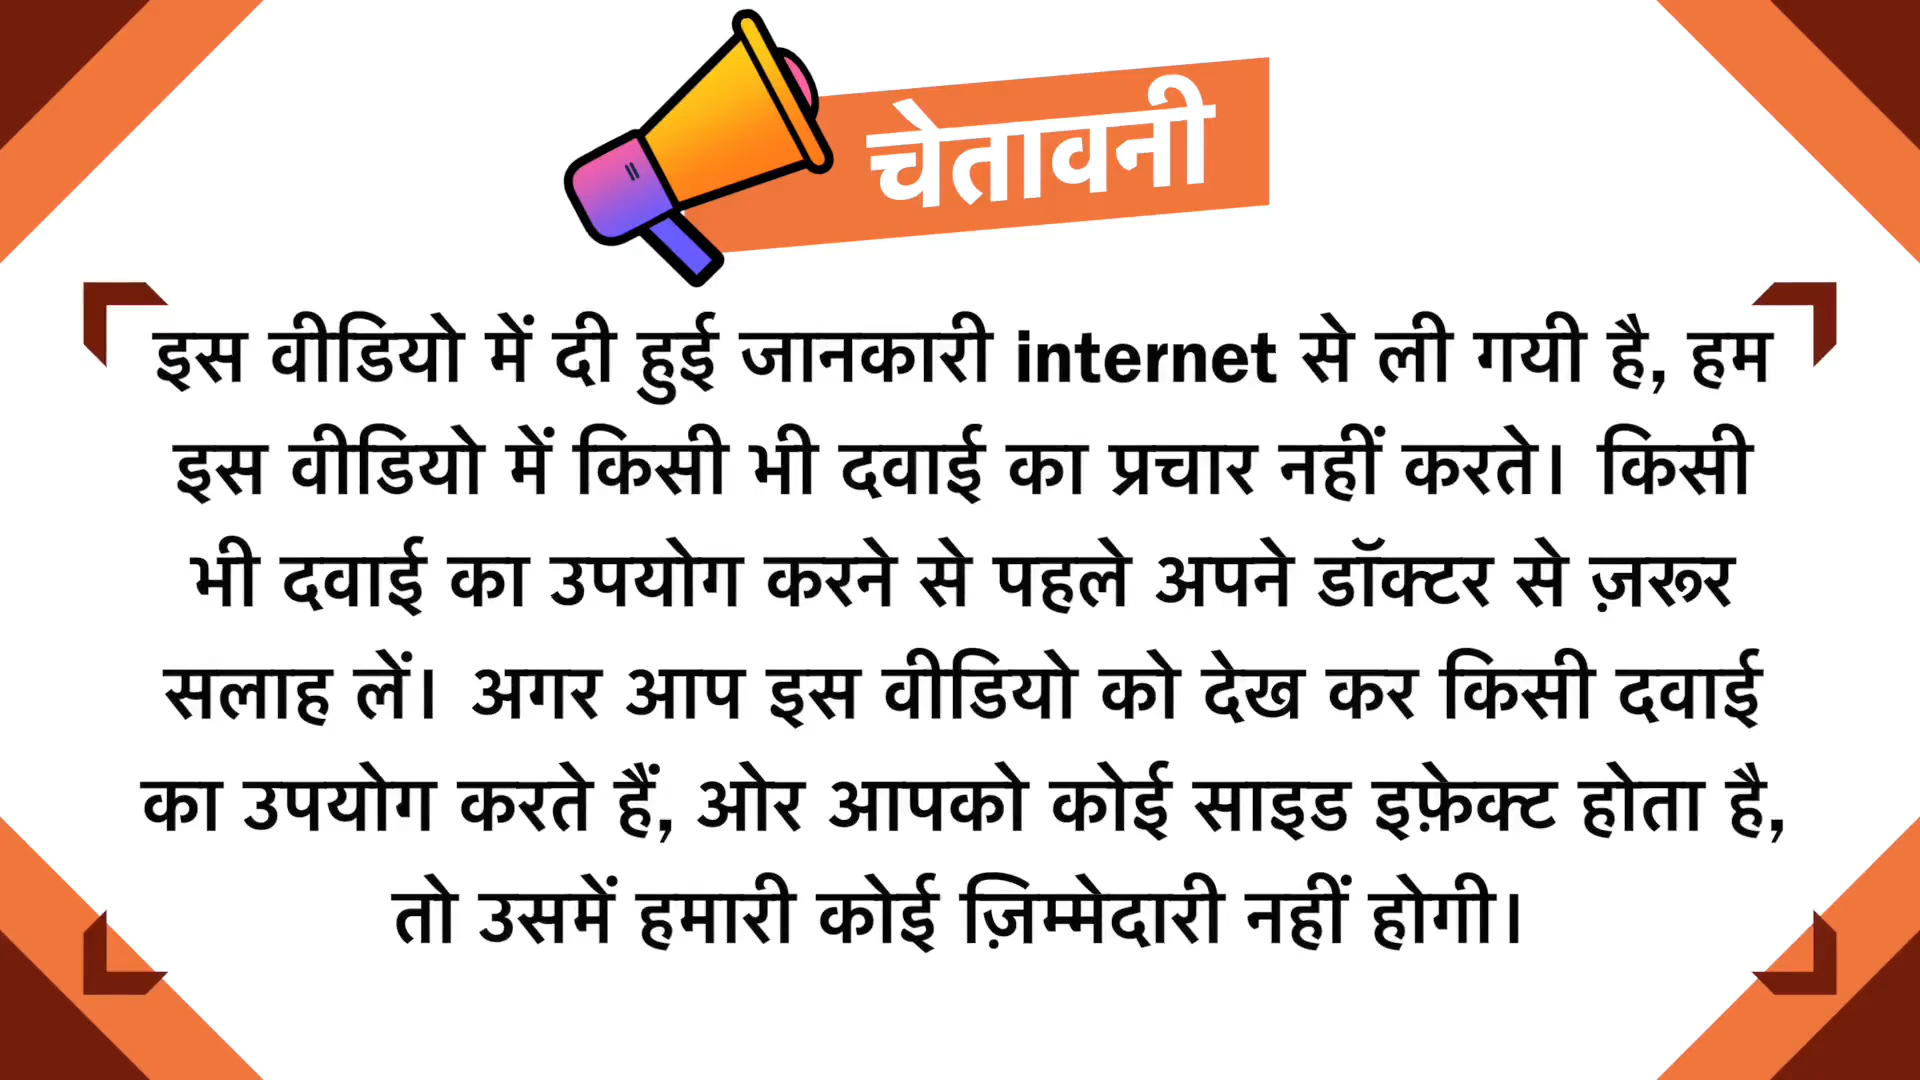 चेतावनी
इस वीडियो में दी हुई जानकारी internet से ली गयी है, हम
इस वीडियो में किसी भी दवाई का प्रचार नहीं करते। किसी
भी दवाई का उपयोग करने से पहले अपने डॉक्टर से ज़रूर
सलाह लें। अगर आप इस वीडियो को देख कर किसी दवाई
का उपयोग करते हैं, ओर आपको कोई साइड इफ़ेक्ट होता है,
तो उसमें हमारी कोई ज़िम्मेदारी नहीं होगी।